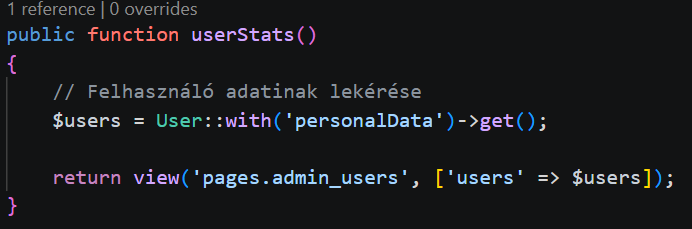 1 reference | 0 overrides
public function userStats()
{
// Felhasználó adatinak lekérése
$users = User::with('personalData')->get();
return view('pages.admin_users', ['users' => $users]);
}